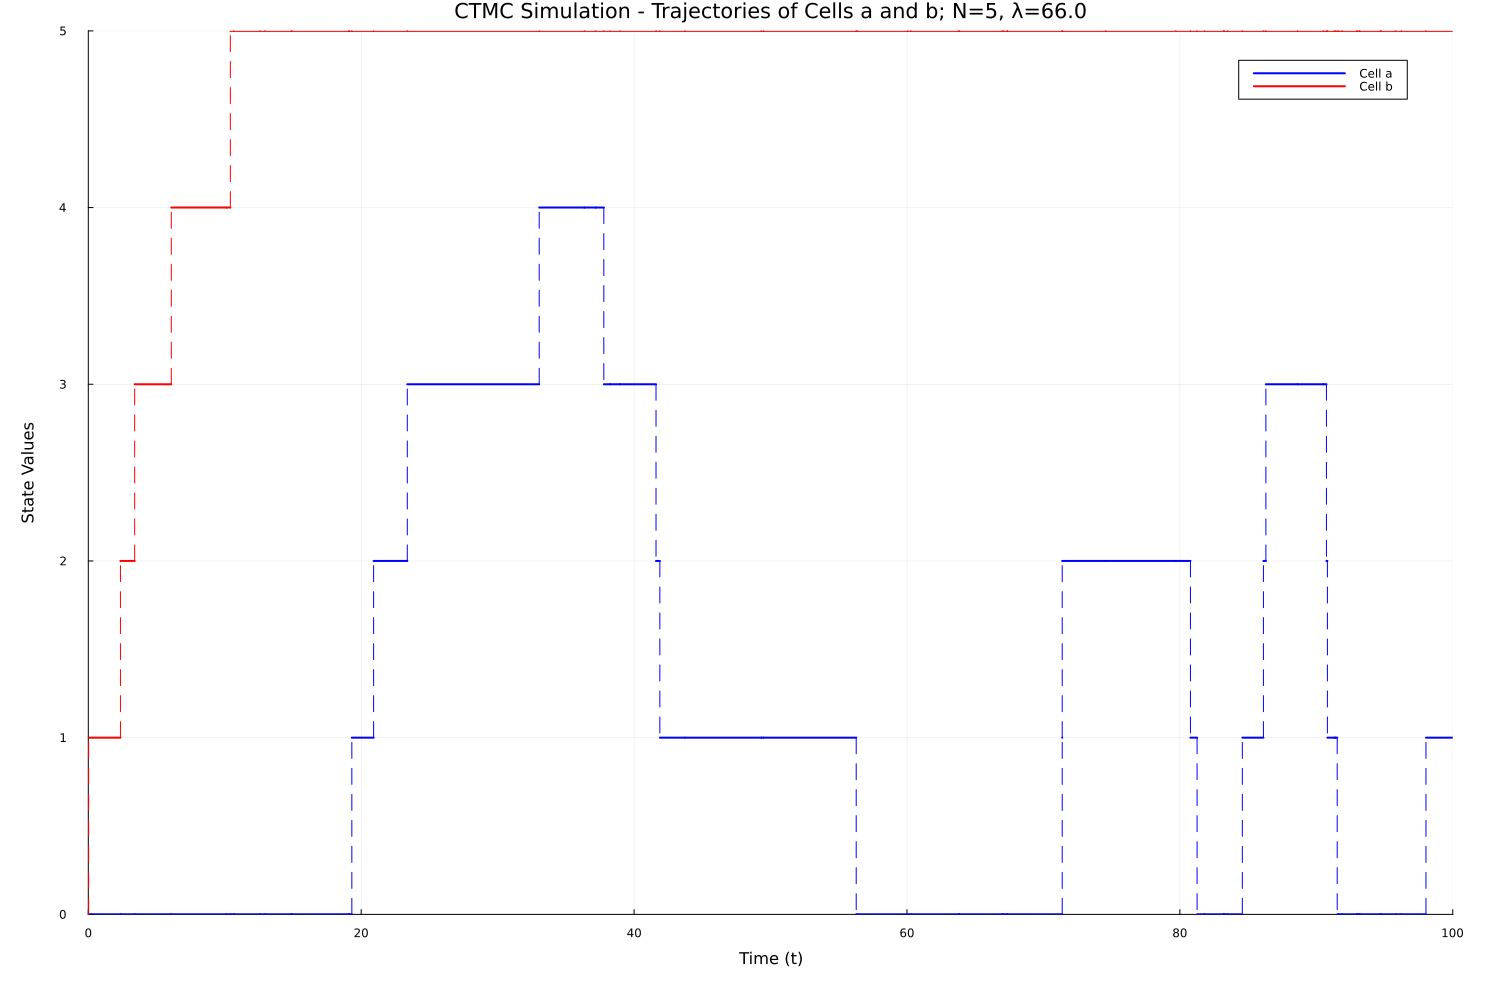 CTMC Simulation - Trajectories of Cells a and b; N=5, λ=66.0
5
Cell a
Cell b
4
3
State Values
2
1
0
0 20 40 60 80 100
Time (t)